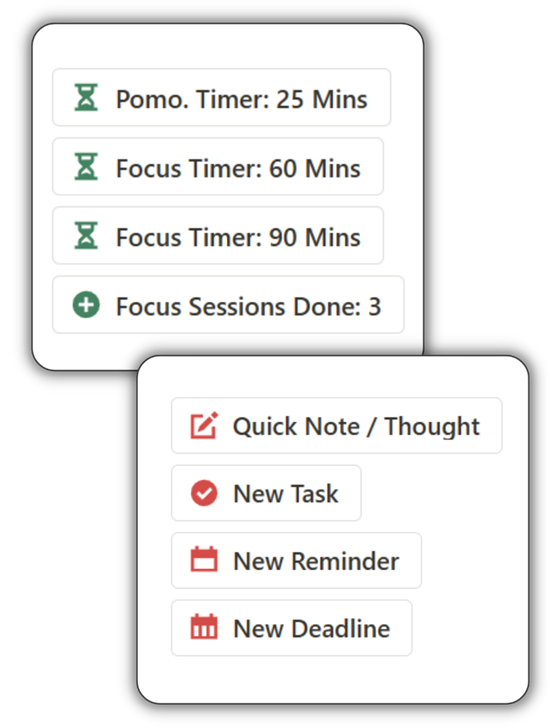 Pomo. Timer: 25 Mins
Focus Timer: 60 Mins
Focus Timer: 90 Mins
Focus Sessions Done: 3
Quick Note / Thought
New Task
New Reminder
New Deadline